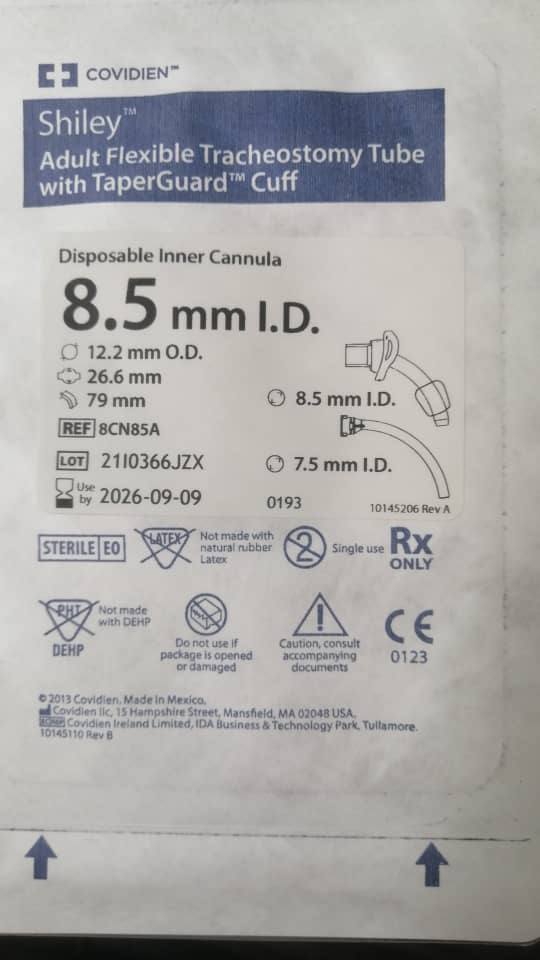 COVIDIEN™
Shiley™
Adult Flexible Tracheostomy Tube
with TaperGuard™ Cuff
Disposable Inner Cannula
8.5 mm I.D.
12.2 mm O.D.
26.6 mm
79 mm
8.5 mm I.D.
REF 8CN85A
LOT 21I0366JZX
7.5 mm I.D.
Use by 2026-09-09
0193
10145206 Rev A
STERILE EO
LATEX
Not made with
natural rubber
Latex
2
Single use
Rx
ONLY
PHT
DEHP
Not made
with DEHP
Do not use if
package is opened
or damaged
Caution, consult
accompanying
documents
CE
0123
© 2013 Covidien. Made in Mexico.
Covidien llc, 15 Hampshire Street, Mansfield, MA 02048 USA.
Covidien Ireland Limited, IDA Business & Technology Park, Tullamore.
10145110 Rev B